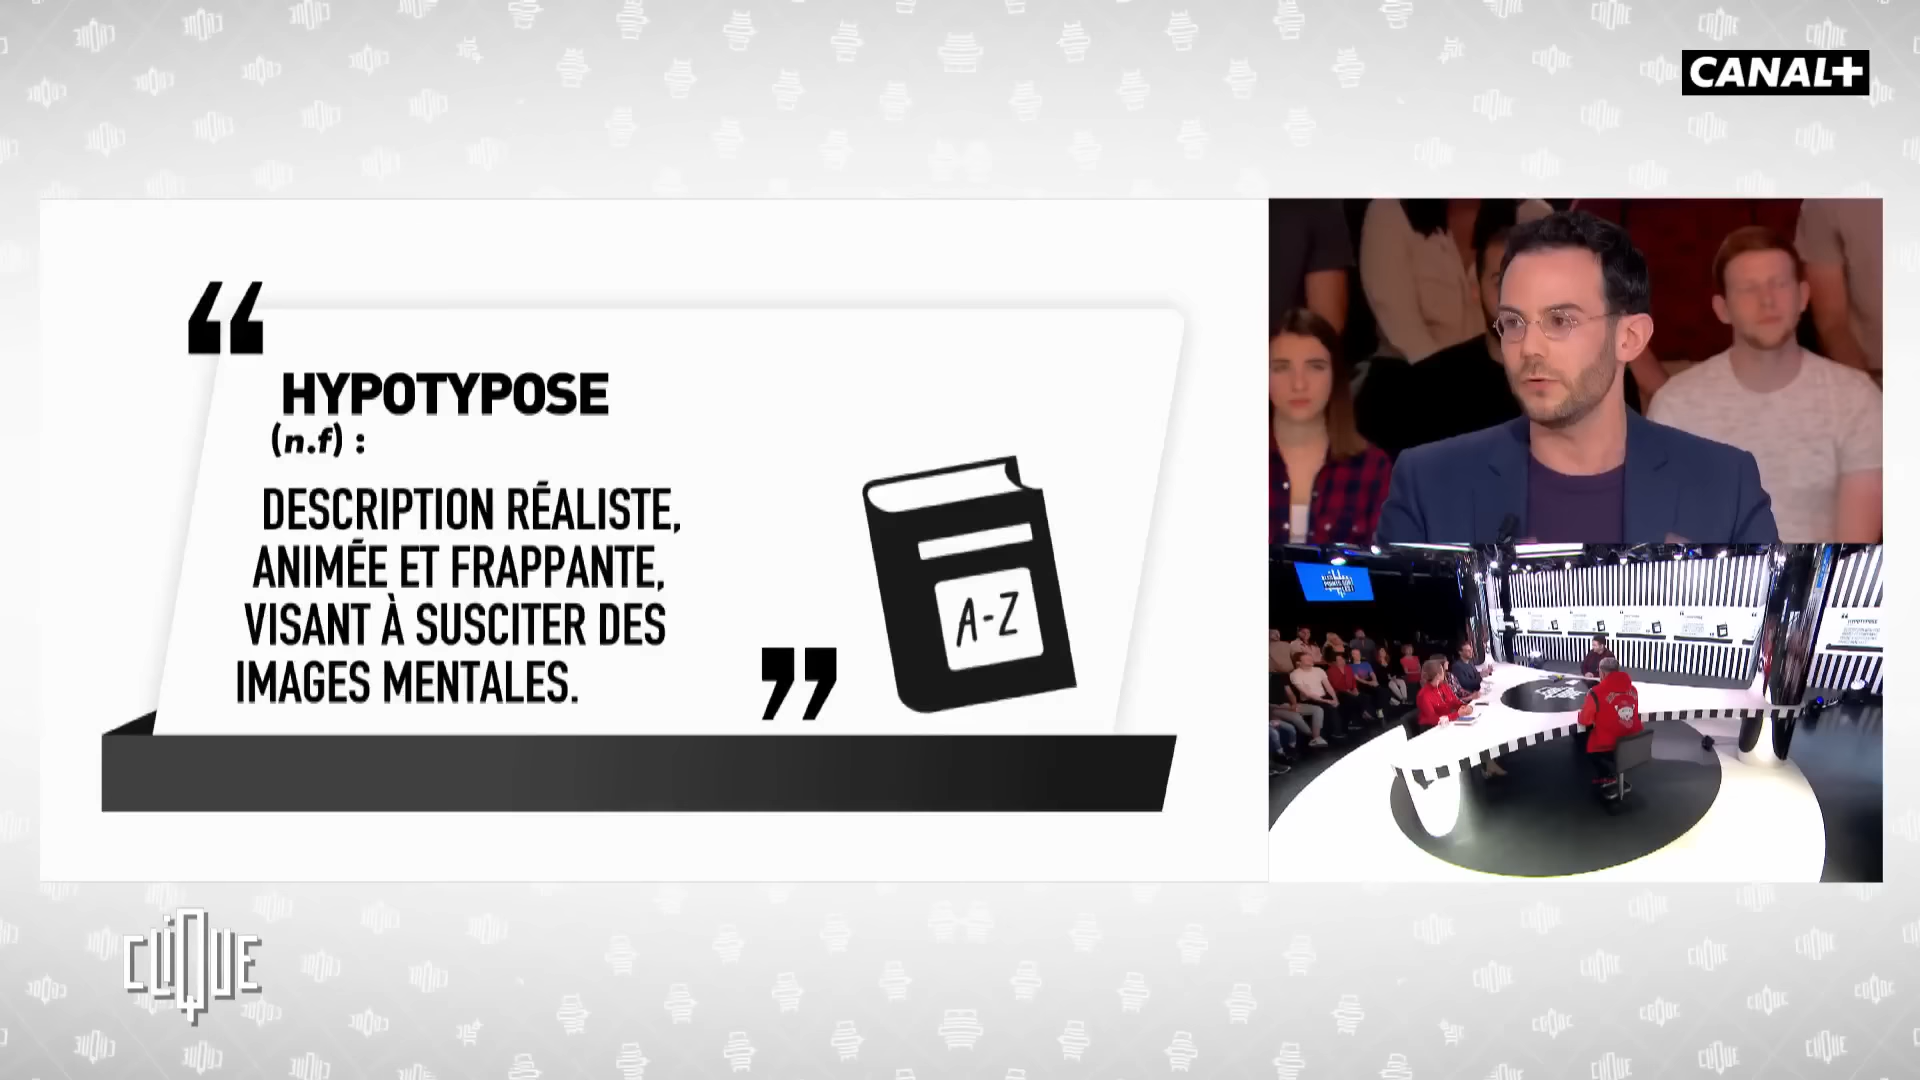 CANAL+
“
HYPOTYPOSE
(n.f) :
DESCRIPTION RÉALISTE,
ANIMÉE ET FRAPPANTE,
VISANT À SUSCITER DES
IMAGES MENTALES.
”
A-Z
CLIQUE